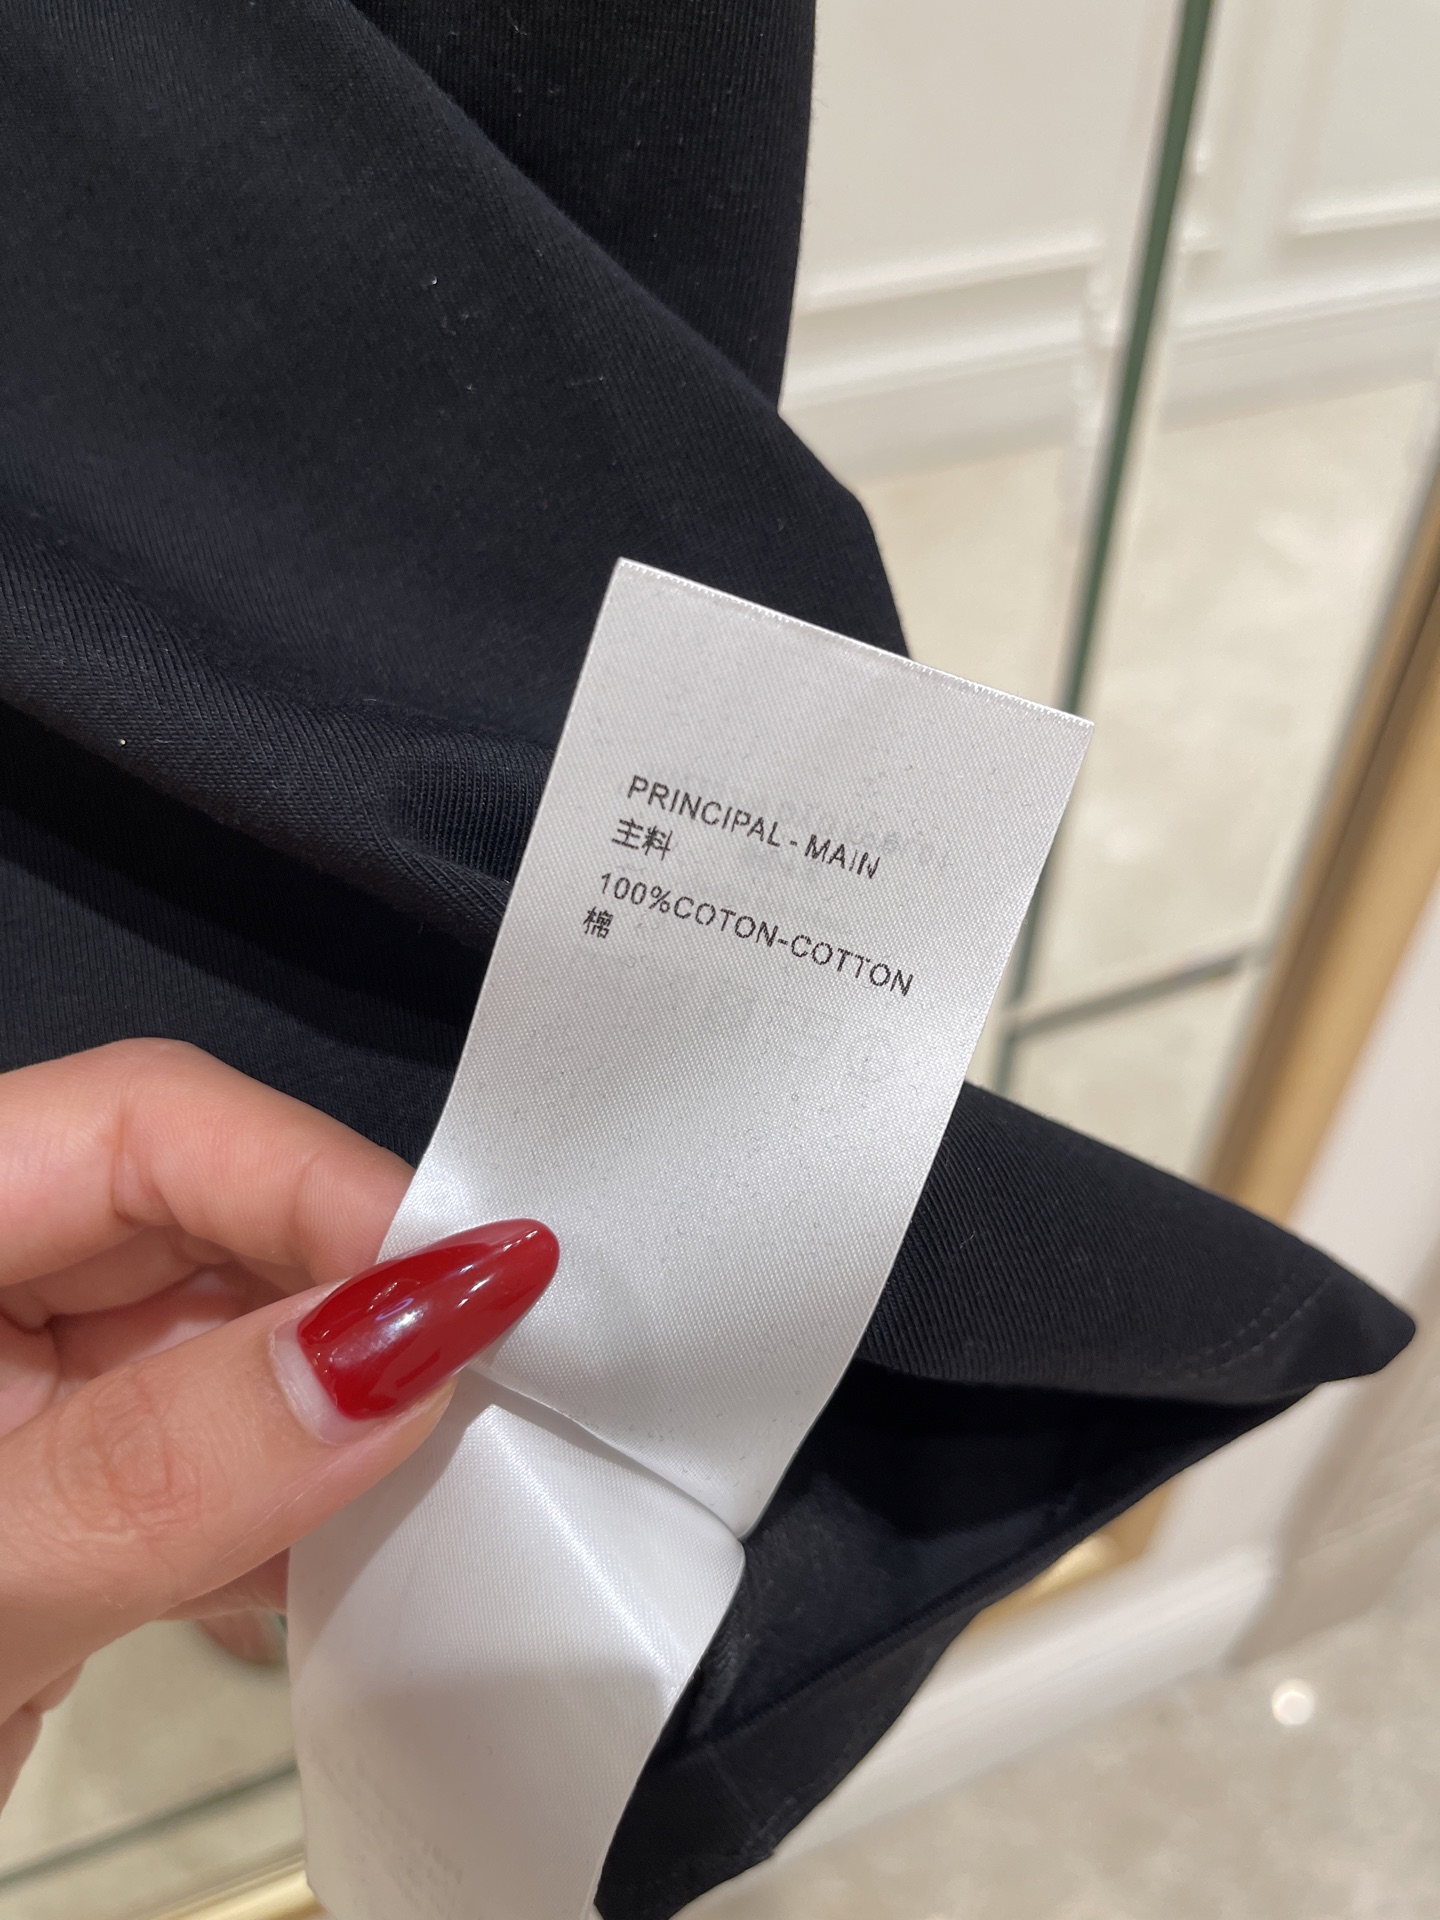 PRINCIPAL - MAIN
主料
100%COTON-COTTON
棉